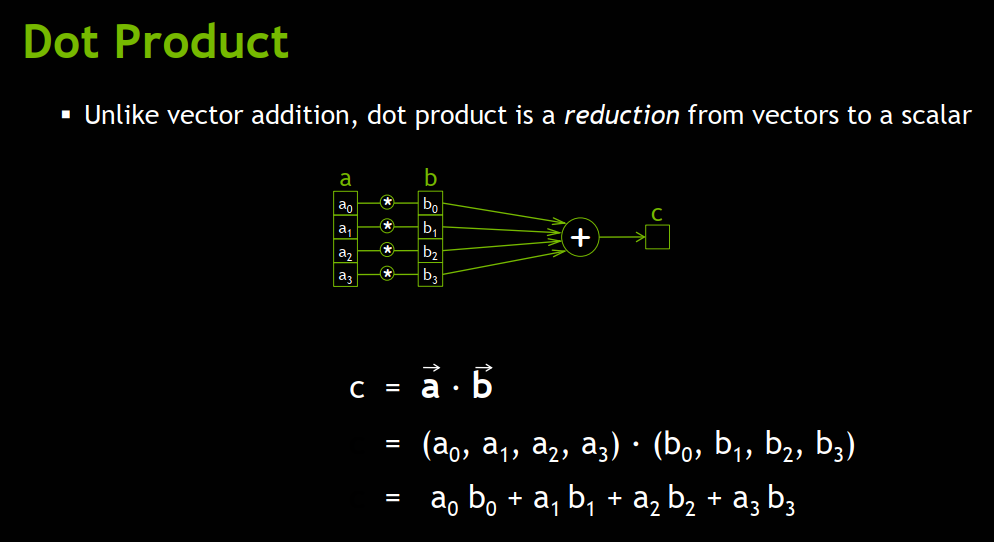 Dot Product
▪ Unlike vector addition, dot product is a reduction from vectors to a scalar
a b
a₀ * b₀
a₁ * b₁
a₂ * b₂
a₃ * b₃
+
c
c = a⃗ · b⃗
= (a₀, a₁, a₂, a₃) · (b₀, b₁, b₂, b₃)
= a₀ b₀ + a₁ b₁ + a₂ b₂ + a₃ b₃